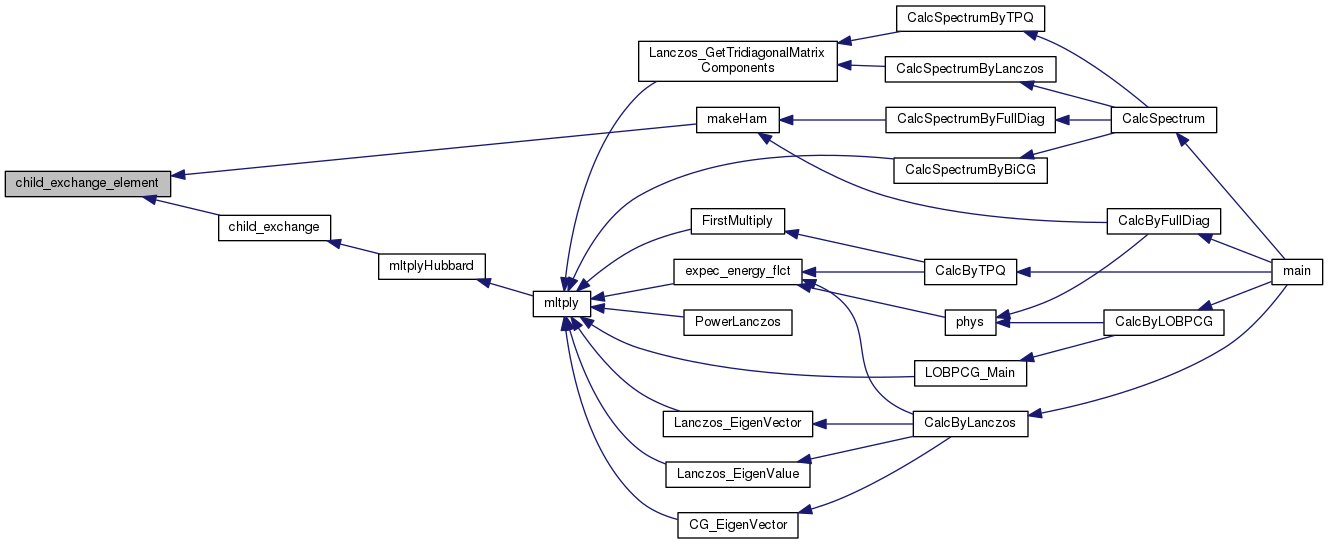 child_exchange_element
child_exchange
mltplyHubbard
mltply
Lanczos_GetTridiagonalMatrix
Components
makeHam
FirstMultiply
expec_energy_flct
PowerLanczos
Lanczos_EigenVector
Lanczos_EigenValue
CG_EigenVector
CalcSpectrumByTPQ
CalcSpectrumByLanczos
CalcSpectrumByFullDiag
CalcSpectrumByBiCG
CalcByTPQ
phys
LOBPCG_Main
CalcByLanczos
CalcSpectrum
CalcByFullDiag
CalcByLOBPCG
main